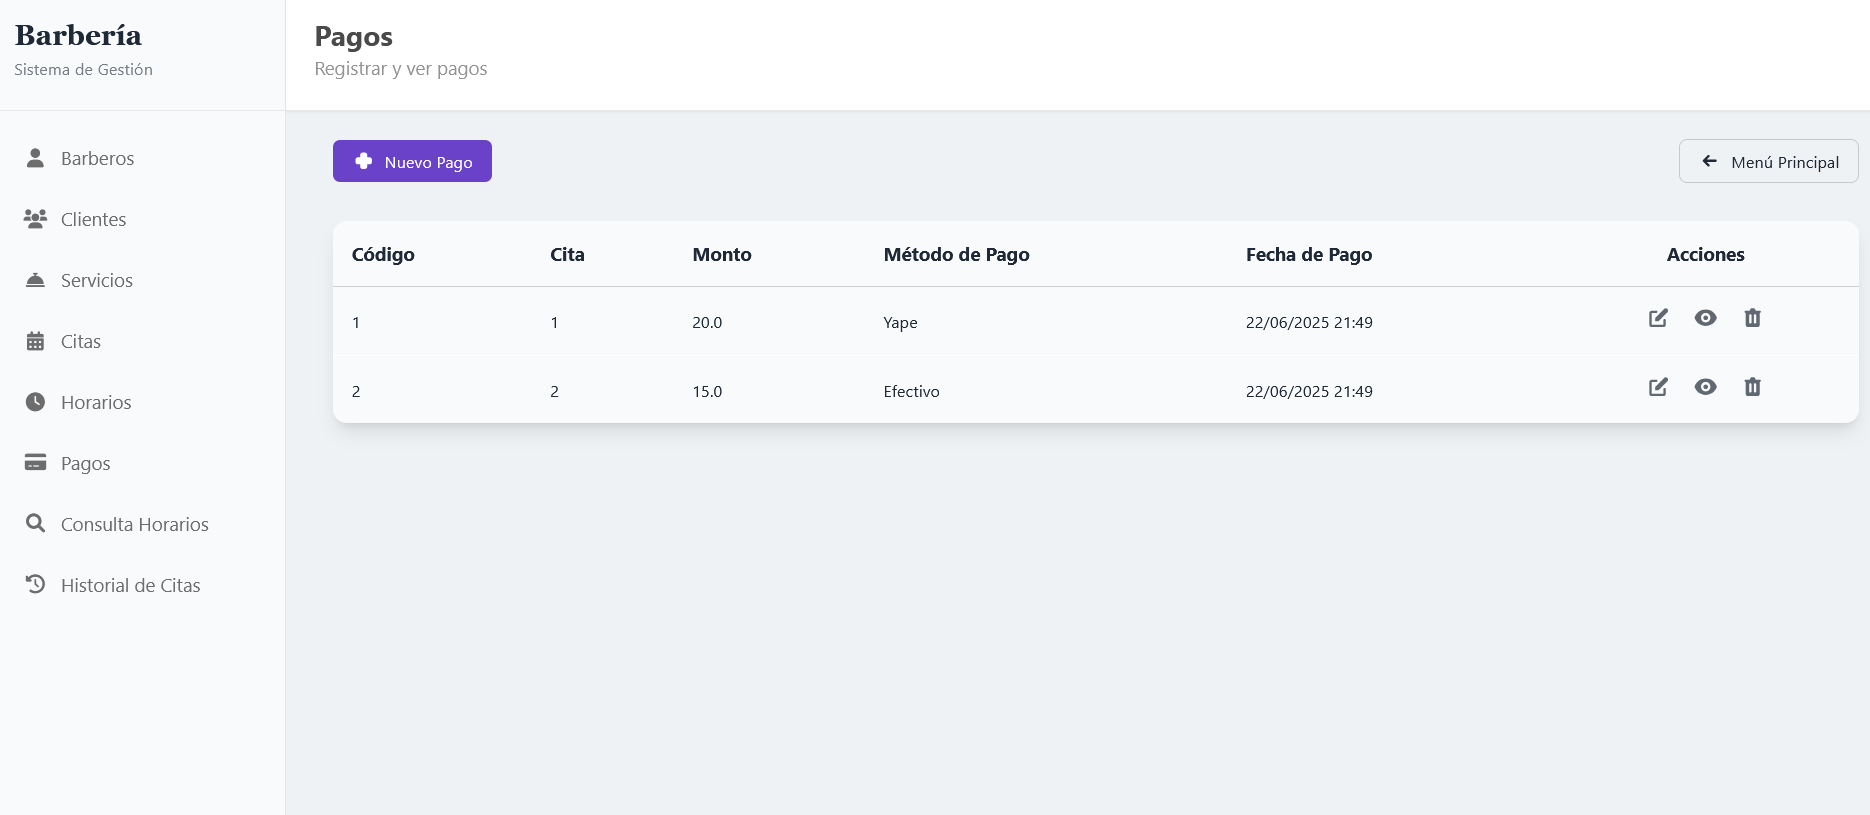 Barbería
Sistema de Gestión
Barberos
Clientes
Servicios
Citas
Horarios
Pagos
Consulta Horarios
Historial de Citas
Pagos
Registrar y ver pagos
Nuevo Pago
Menú Principal
Código Cita Monto Método de Pago Fecha de Pago Acciones
1 1 20.0 Yape 22/06/2025 21:49
2 2 15.0 Efectivo 22/06/2025 21:49